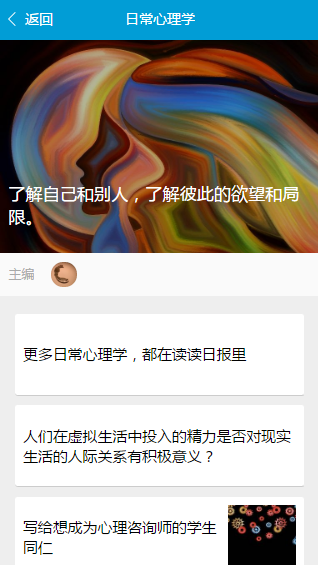 返回
日常心理学
了解自己和别人，了解彼此的欲望和局
限。
主编
更多日常心理学，都在读读日报里
人们在虚拟生活中投入的精力是否对现实
生活的人际关系有积极意义？
写给想成为心理咨询师的学生
同仁